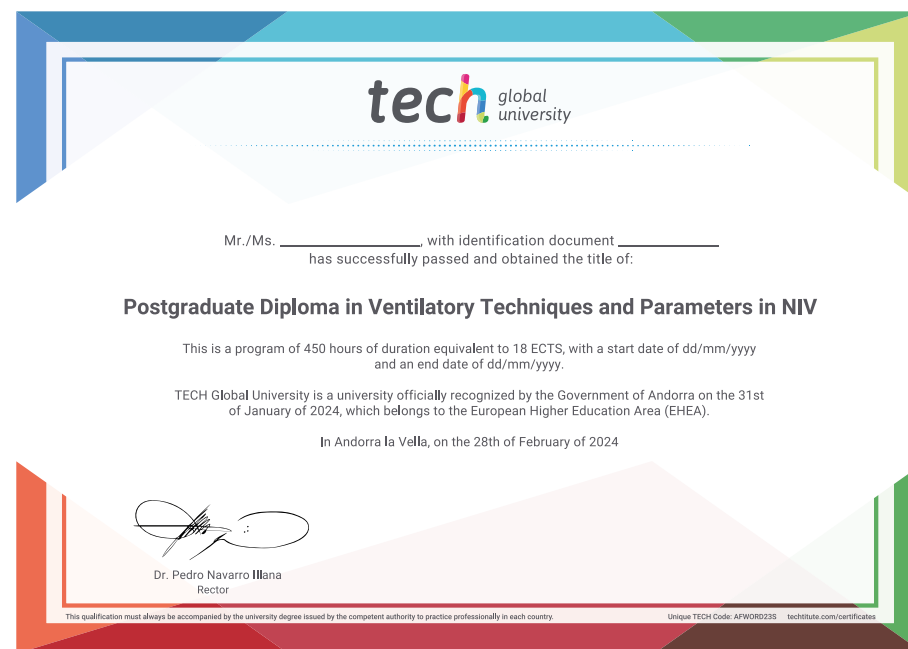 tech global
university
Mr./Ms. ____________, with identification document ____________
has successfully passed and obtained the title of:
Postgraduate Diploma in Ventilatory Techniques and Parameters in NIV
This is a program of 450 hours of duration equivalent to 18 ECTS, with a start date of dd/mm/yyyy
and an end date of dd/mm/yyyy.
TECH Global University is a university officially recognized by the Government of Andorra on the 31st
of January of 2024, which belongs to the European Higher Education Area (EHEA).
In Andorra la Vella, on the 28th of February of 2024
Dr. Pedro Navarro Illana
Rector
This qualification must always be accompanied by the university degree issued by the competent authority to practice professionally in each country.
Unique TECH Code: AFWORD23S techtitute.com/certificates